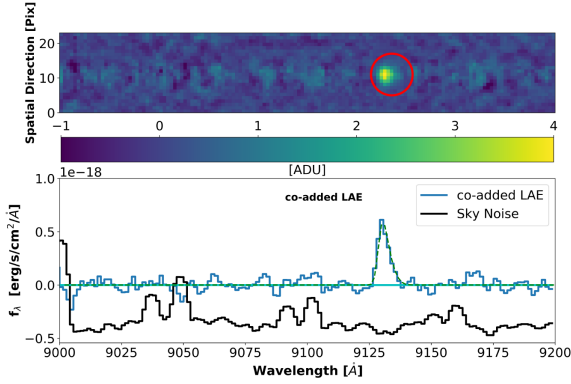 Spatial Direction [Pix]
20
10
0
−1 0 1 2 3 4
[ADU]
1e−18
1.0
0.5
0.0
−0.5
co-added LAE
co-added LAE
Sky Noise
fλ [erg/s/cm²/Å]
9000 9025 9050 9075 9100 9125 9150 9175 9200
Wavelength [Å]